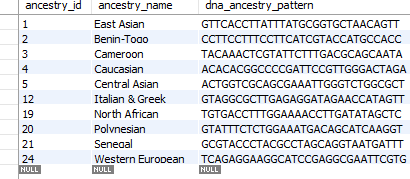 ancestry_id ancestry_name dna_ancestry_pattern
1 East Asian GTTCACCTTATTTATGCGGTGCTAACAGTT
2 Benin-Togo CCTTCCTTTCCTTCATCGTACCATGCCACC
3 Cameroon TACAAACTCGTATTCTTTGACGCAGCAATA
4 Caucasian ACACACGGCCCCGATTCCGTTGGGACTAGA
5 Central Asian ACTGGTCGCAGCGAAATTGGGTCTGGCGCT
12 Italian & Greek GTAGGCGCTTGAGAGGATAGAACCATAGTT
19 North African TGTGACCTTTGGAAAACCTTGATATAGCTC
20 Polynesian GTATTTCTCTGGAAATGACAGCATCAAGGT
21 Senegal GCGTACCCTACGCCTAGCAGGTAATGATTT
24 Western European TCAGAGGAAGGCATCCGAGGCGAATTCGTG
NULL NULL NULL